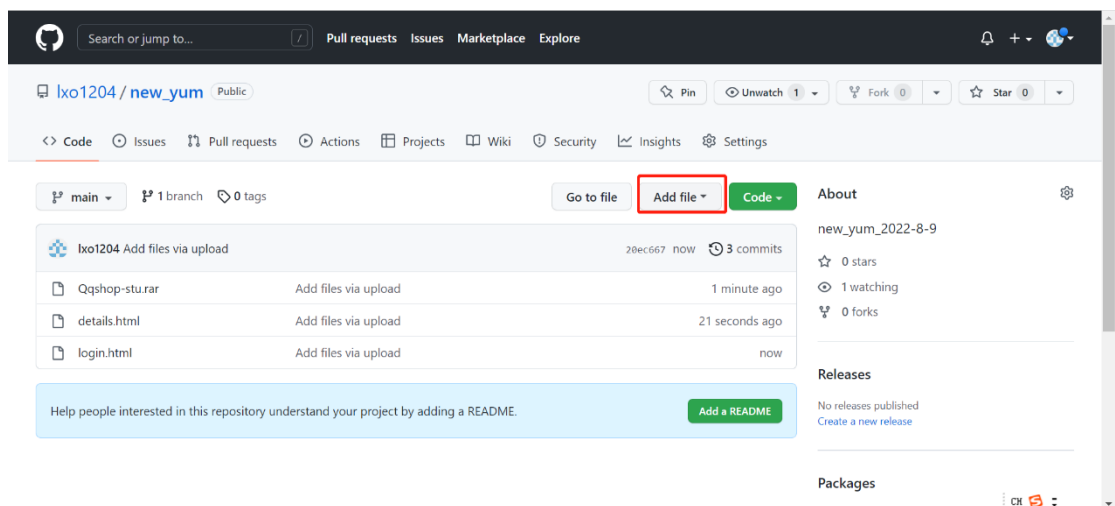 Search or jump to... /
Pull requests Issues Marketplace Explore
lxo1204 / new_yum Public
Pin Unwatch 1 Fork 0 Star 0
Code Issues Pull requests Actions Projects Wiki Security Insights Settings
main 1 branch 0 tags
Go to file Add file Code
lxo1204 Add files via upload 20ec667 now 3 commits
Qqshop-stu.rar Add files via upload 1 minute ago
details.html Add files via upload 21 seconds ago
login.html Add files via upload now
Help people interested in this repository understand your project by adding a README. Add a README
About
new_yum_2022-8-9
0 stars
1 watching
0 forks
Releases
No releases published
Create a new release
Packages
CH